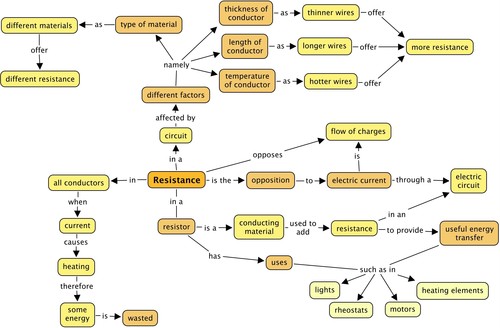 thickness of
conductor
as
thinner wires
offer
different materials
as
type of material
length of
conductor
as
longer wires
offer
more resistance
offer
namely
different resistance
temperature
of conductor
as
hotter wires
offer
different factors
affected by
circuit
flow of charges
in a
opposes
is
all conductors
in
Resistance
is the
opposition
to
electric current
through a
electric
circuit
when
in a
in an
current
resistor
is a
conducting
material
used to
add
resistance
to provide
useful energy
transfer
causes
has
uses
heating
such as in
therefore
lights
heating elements
some
energy
is
wasted
rheostats
motors